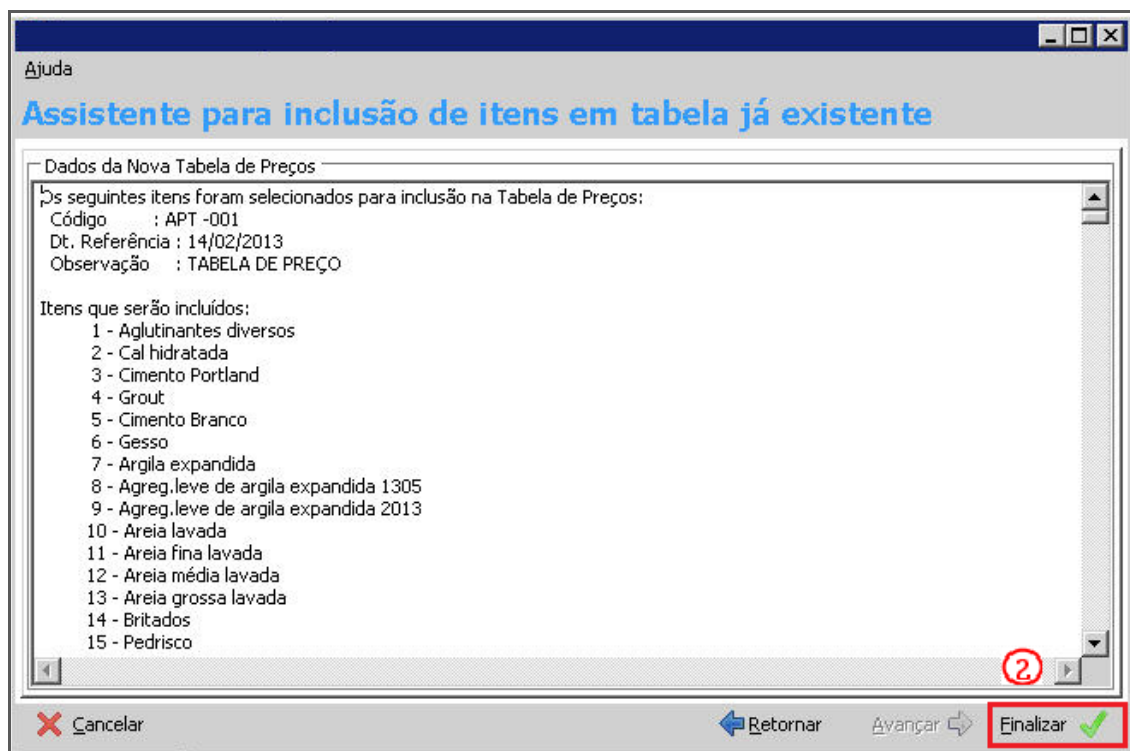 Ajuda
Assistente para inclusão de itens em tabela já existente
Dados da Nova Tabela de Preços
Os seguintes itens foram selecionados para inclusão na Tabela de Preços:
Código : APT -001
Dt. Referência : 14/02/2013
Observação : TABELA DE PREÇO
Itens que serão incluídos:
1 - Aglutinantes diversos
2 - Cal hidratada
3 - Cimento Portland
4 - Grout
5 - Cimento Branco
6 - Gesso
7 - Argila expandida
8 - Agreg.leve de argila expandida 1305
9 - Agreg.leve de argila expandida 2013
10 - Areia lavada
11 - Areia fina lavada
12 - Areia média lavada
13 - Areia grossa lavada
14 - Britados
15 - Pedrisco
2
Cancelar Retornar Avançar Finalizar